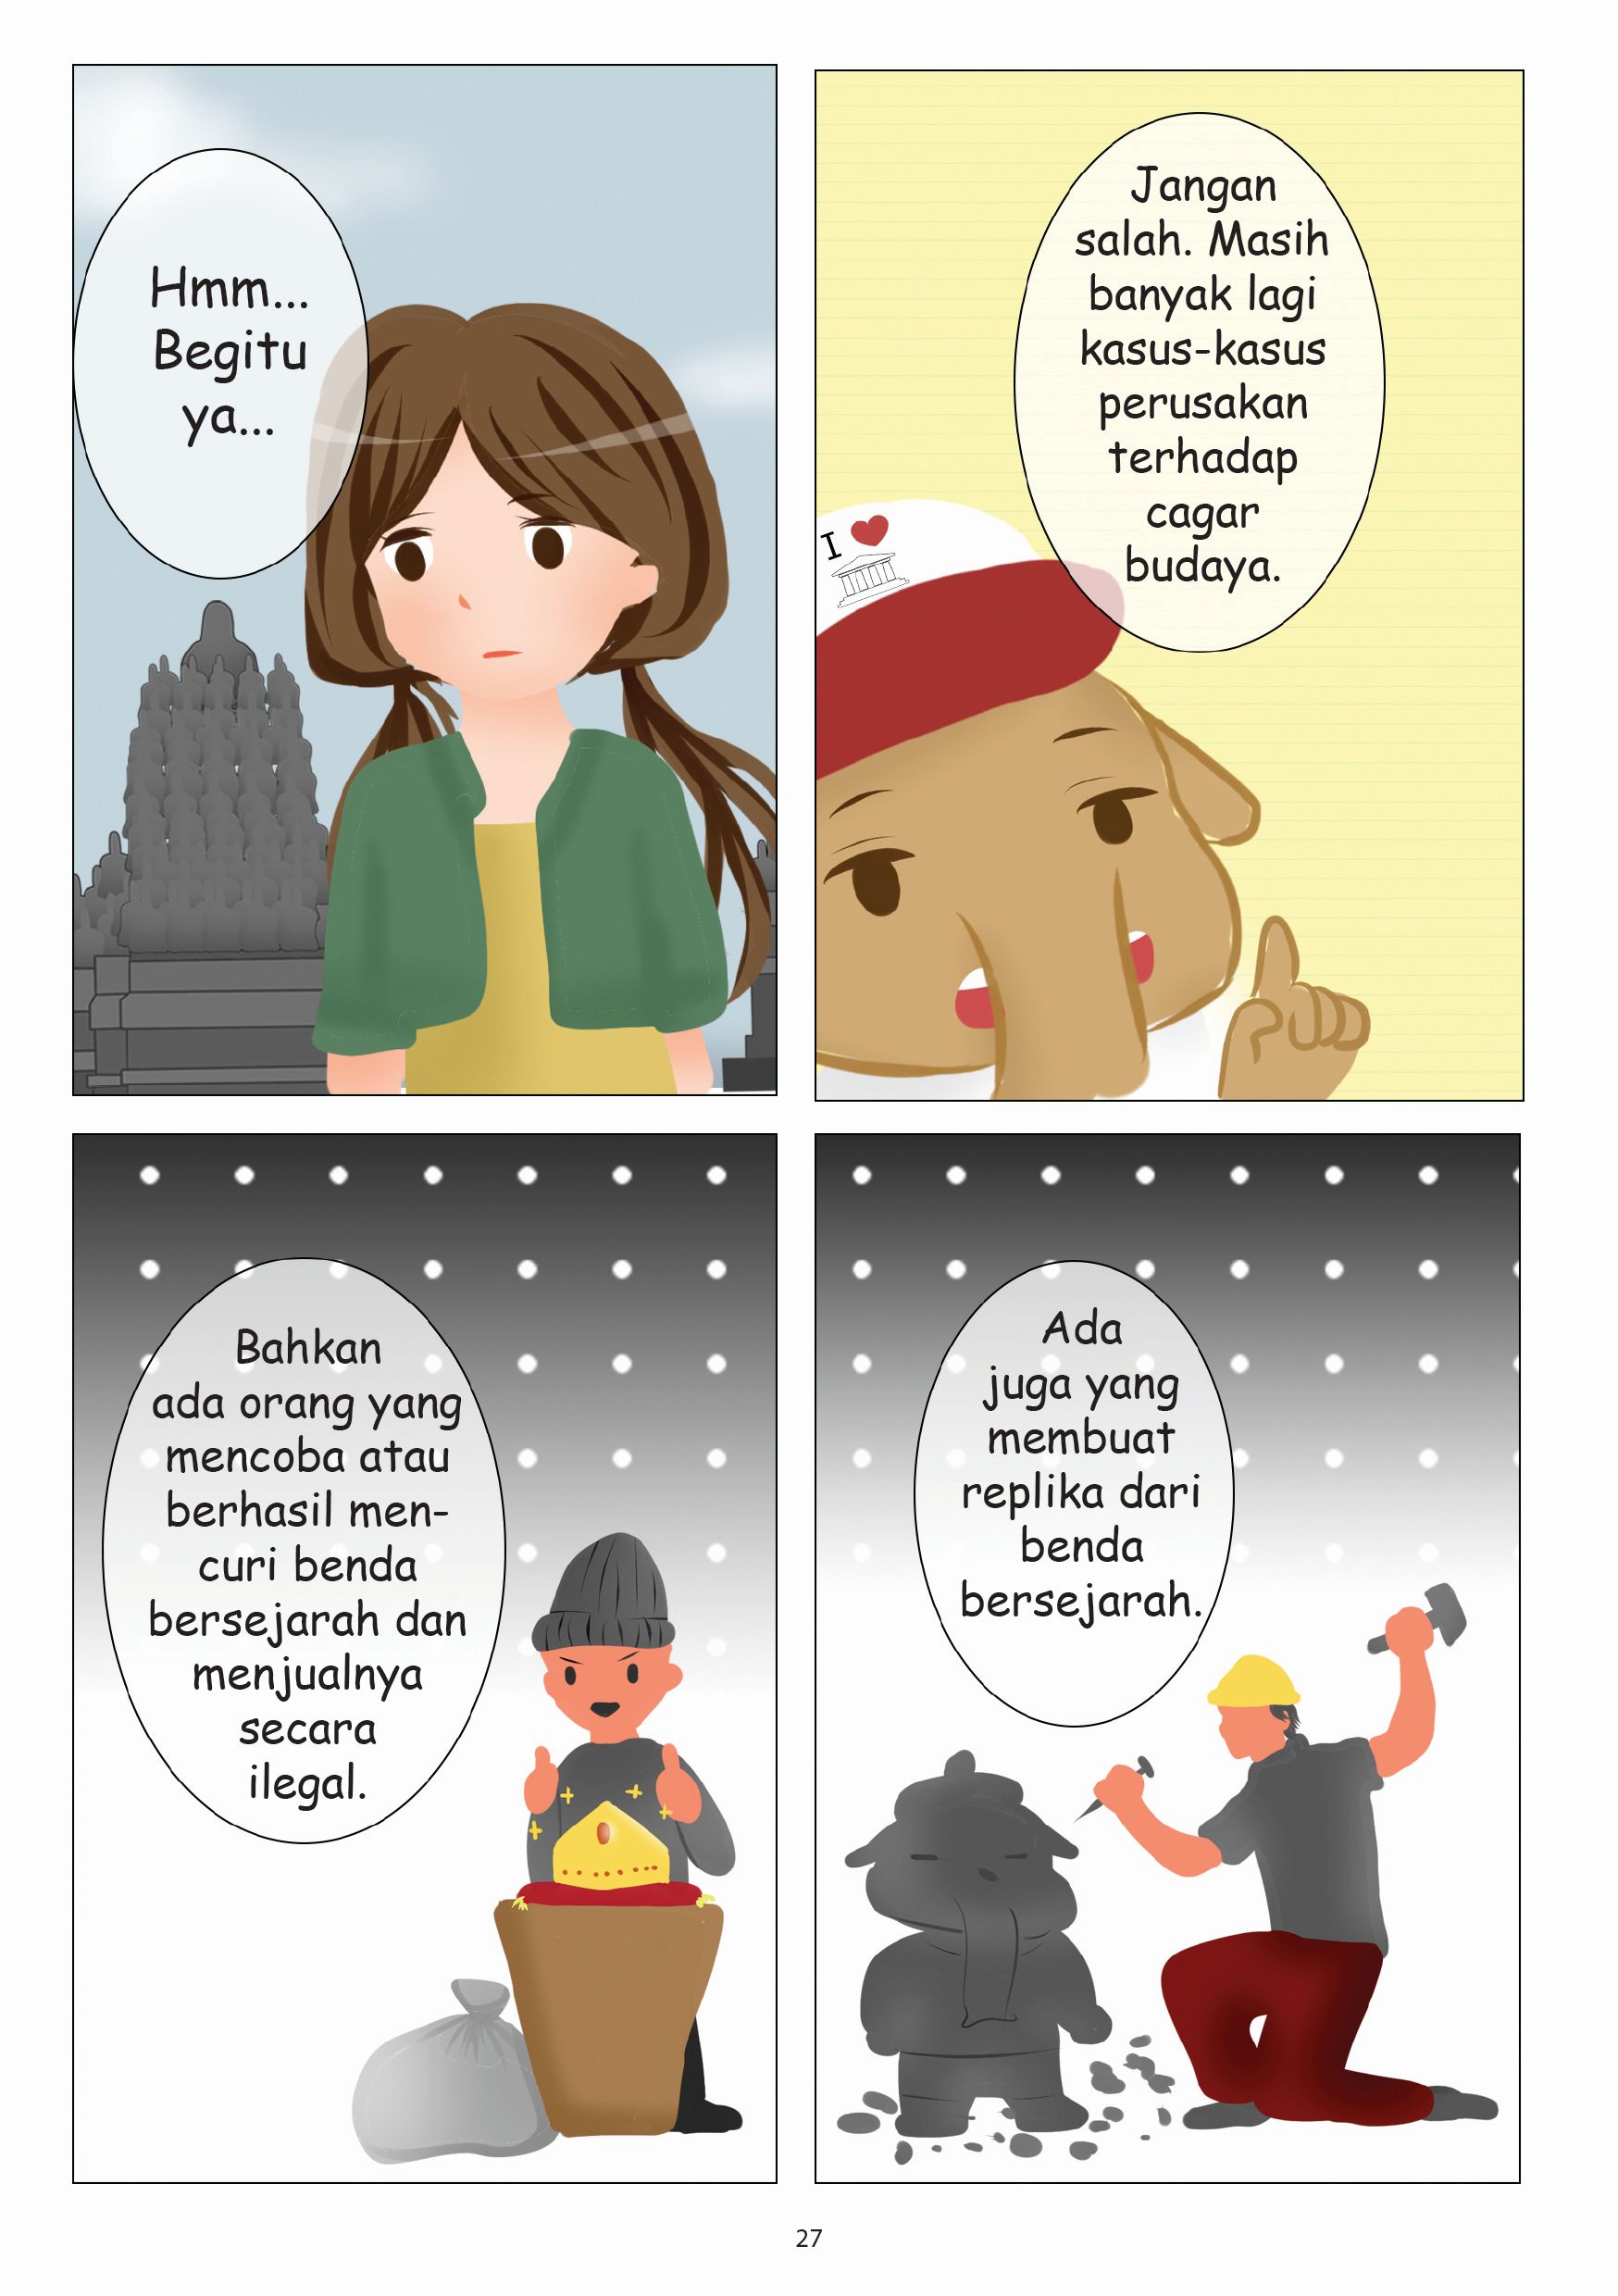 Hmm...
Begitu
ya...
Jangan
salah. Masih
banyak lagi
kasus-kasus
perusakan
terhadap
cagar
budaya.
I
Bahkan
ada orang yang
mencoba atau
berhasil men-
curi benda
bersejarah dan
menjualnya
secara
ilegal.
Ada
juga yang
membuat
replika dari
benda
bersejarah.
27